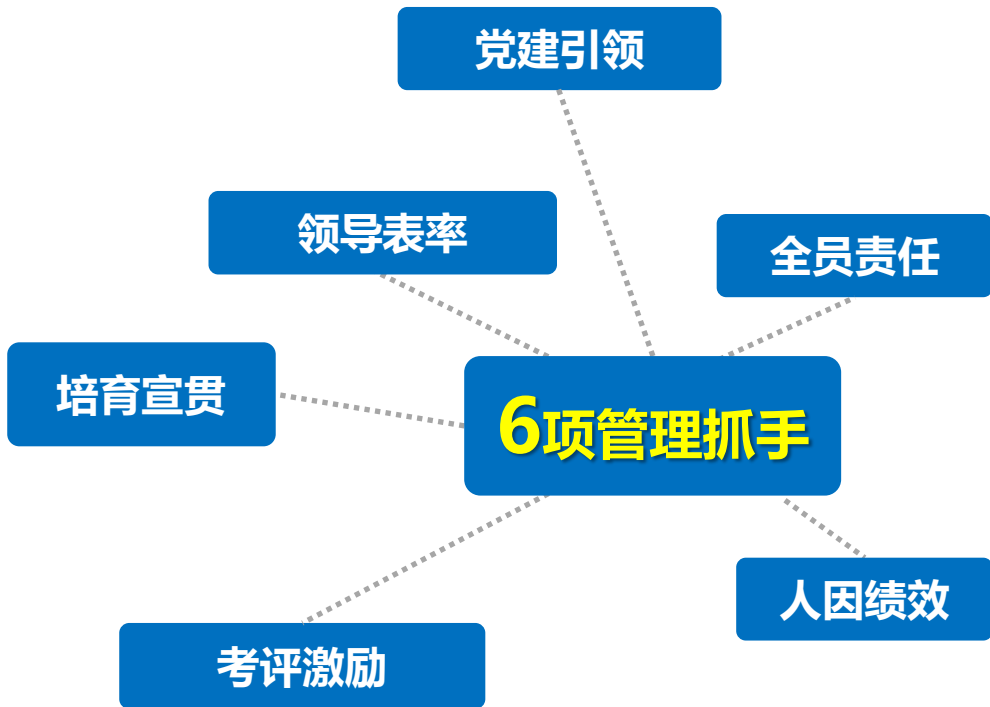 党建引领
领导表率
全员责任
培育宣贯
6项管理抓手
人因绩效
考评激励